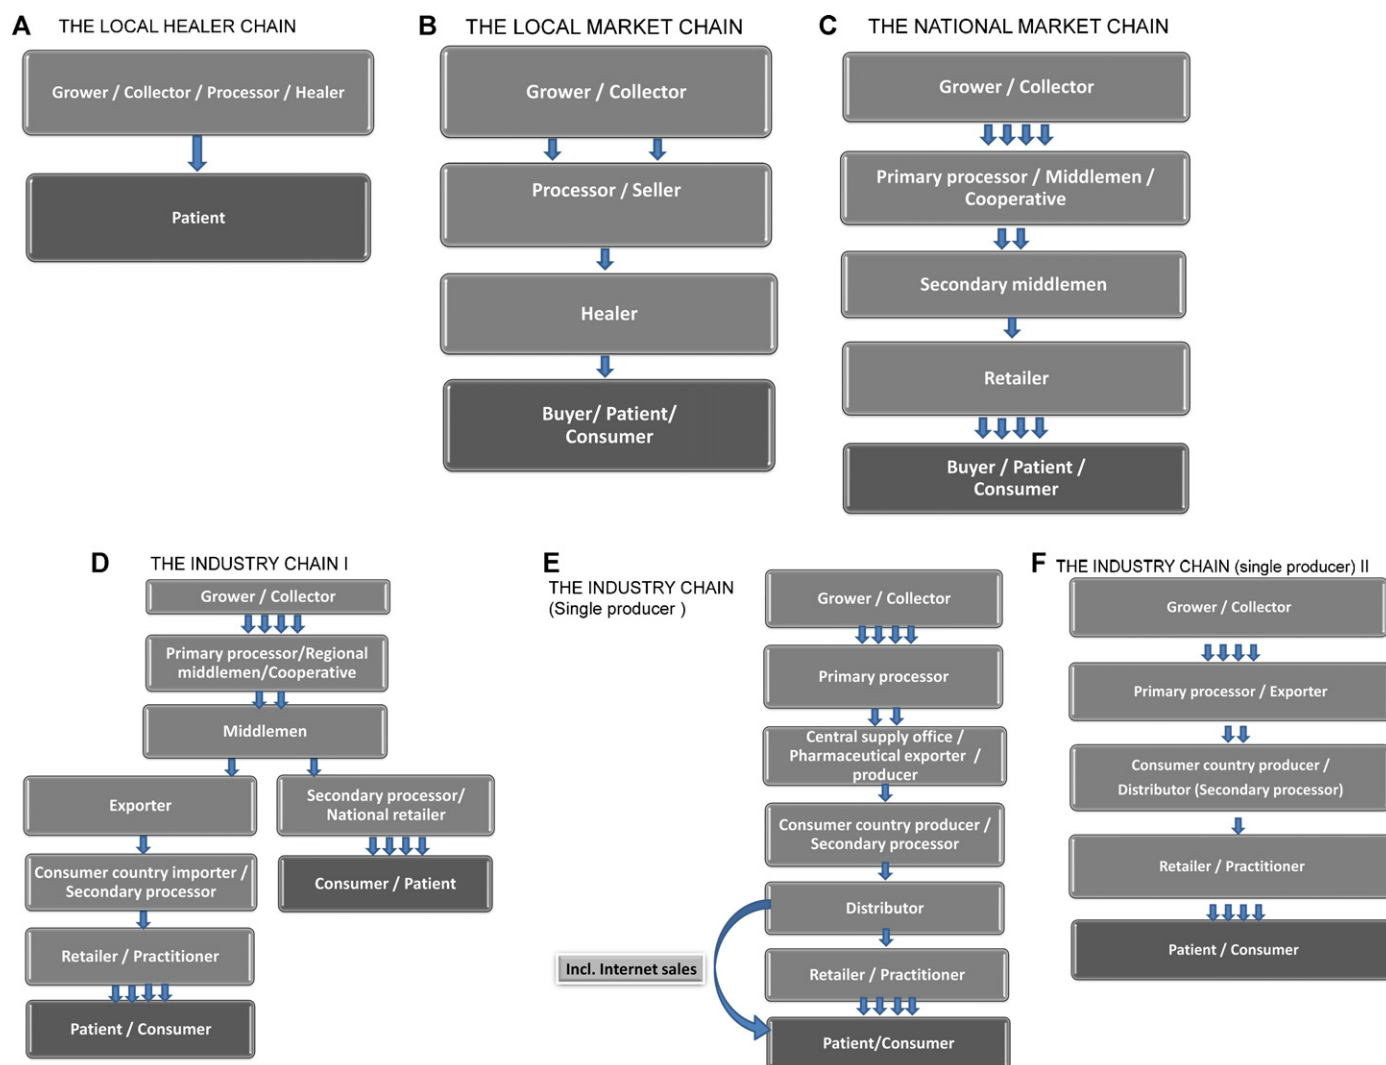 A THE LOCAL HEALER CHAIN
Grower / Collector / Processor / Healer
Patient
B THE LOCAL MARKET CHAIN
Grower / Collector
Processor / Seller
Healer
Buyer/ Patient/
Consumer
C THE NATIONAL MARKET CHAIN
Grower / Collector
Primary processor / Middlemen /
Cooperative
Secondary middlemen
Retailer
Buyer / Patient /
Consumer
D THE INDUSTRY CHAIN I
Grower / Collector
Primary processor/Regional
middlemen/Cooperative
Middlemen
Exporter
Consumer country importer /
Secondary processor
Retailer / Practitioner
Patient / Consumer
Secondary processor/
National retailer
Consumer / Patient
E
THE INDUSTRY CHAIN
(Single producer )
Grower / Collector
Primary processor
Central supply office /
Pharmaceutical exporter /
producer
Consumer country producer /
Secondary processor
Distributor
Incl. Internet sales
Retailer / Practitioner
Patient/Consumer
F THE INDUSTRY CHAIN (single producer) II
Grower / Collector
Primary processor / Exporter
Consumer country producer /
Distributor (Secondary processor)
Retailer / Practitioner
Patient / Consumer